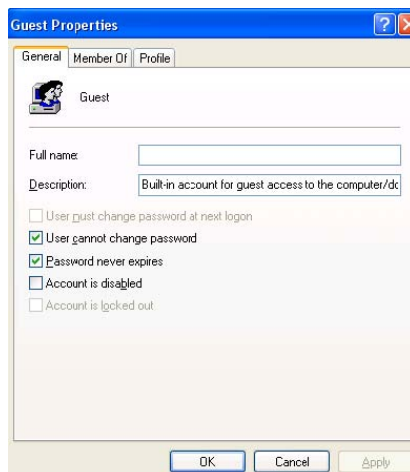 Guest Properties
General Member Of Profile
Guest
Full name:
Description: Built-in account for guest access to the computer/dc
User must change password at next logon
User cannot change password
Password never expires
Account is disabled
Account is locked out
OK Cancel Apply